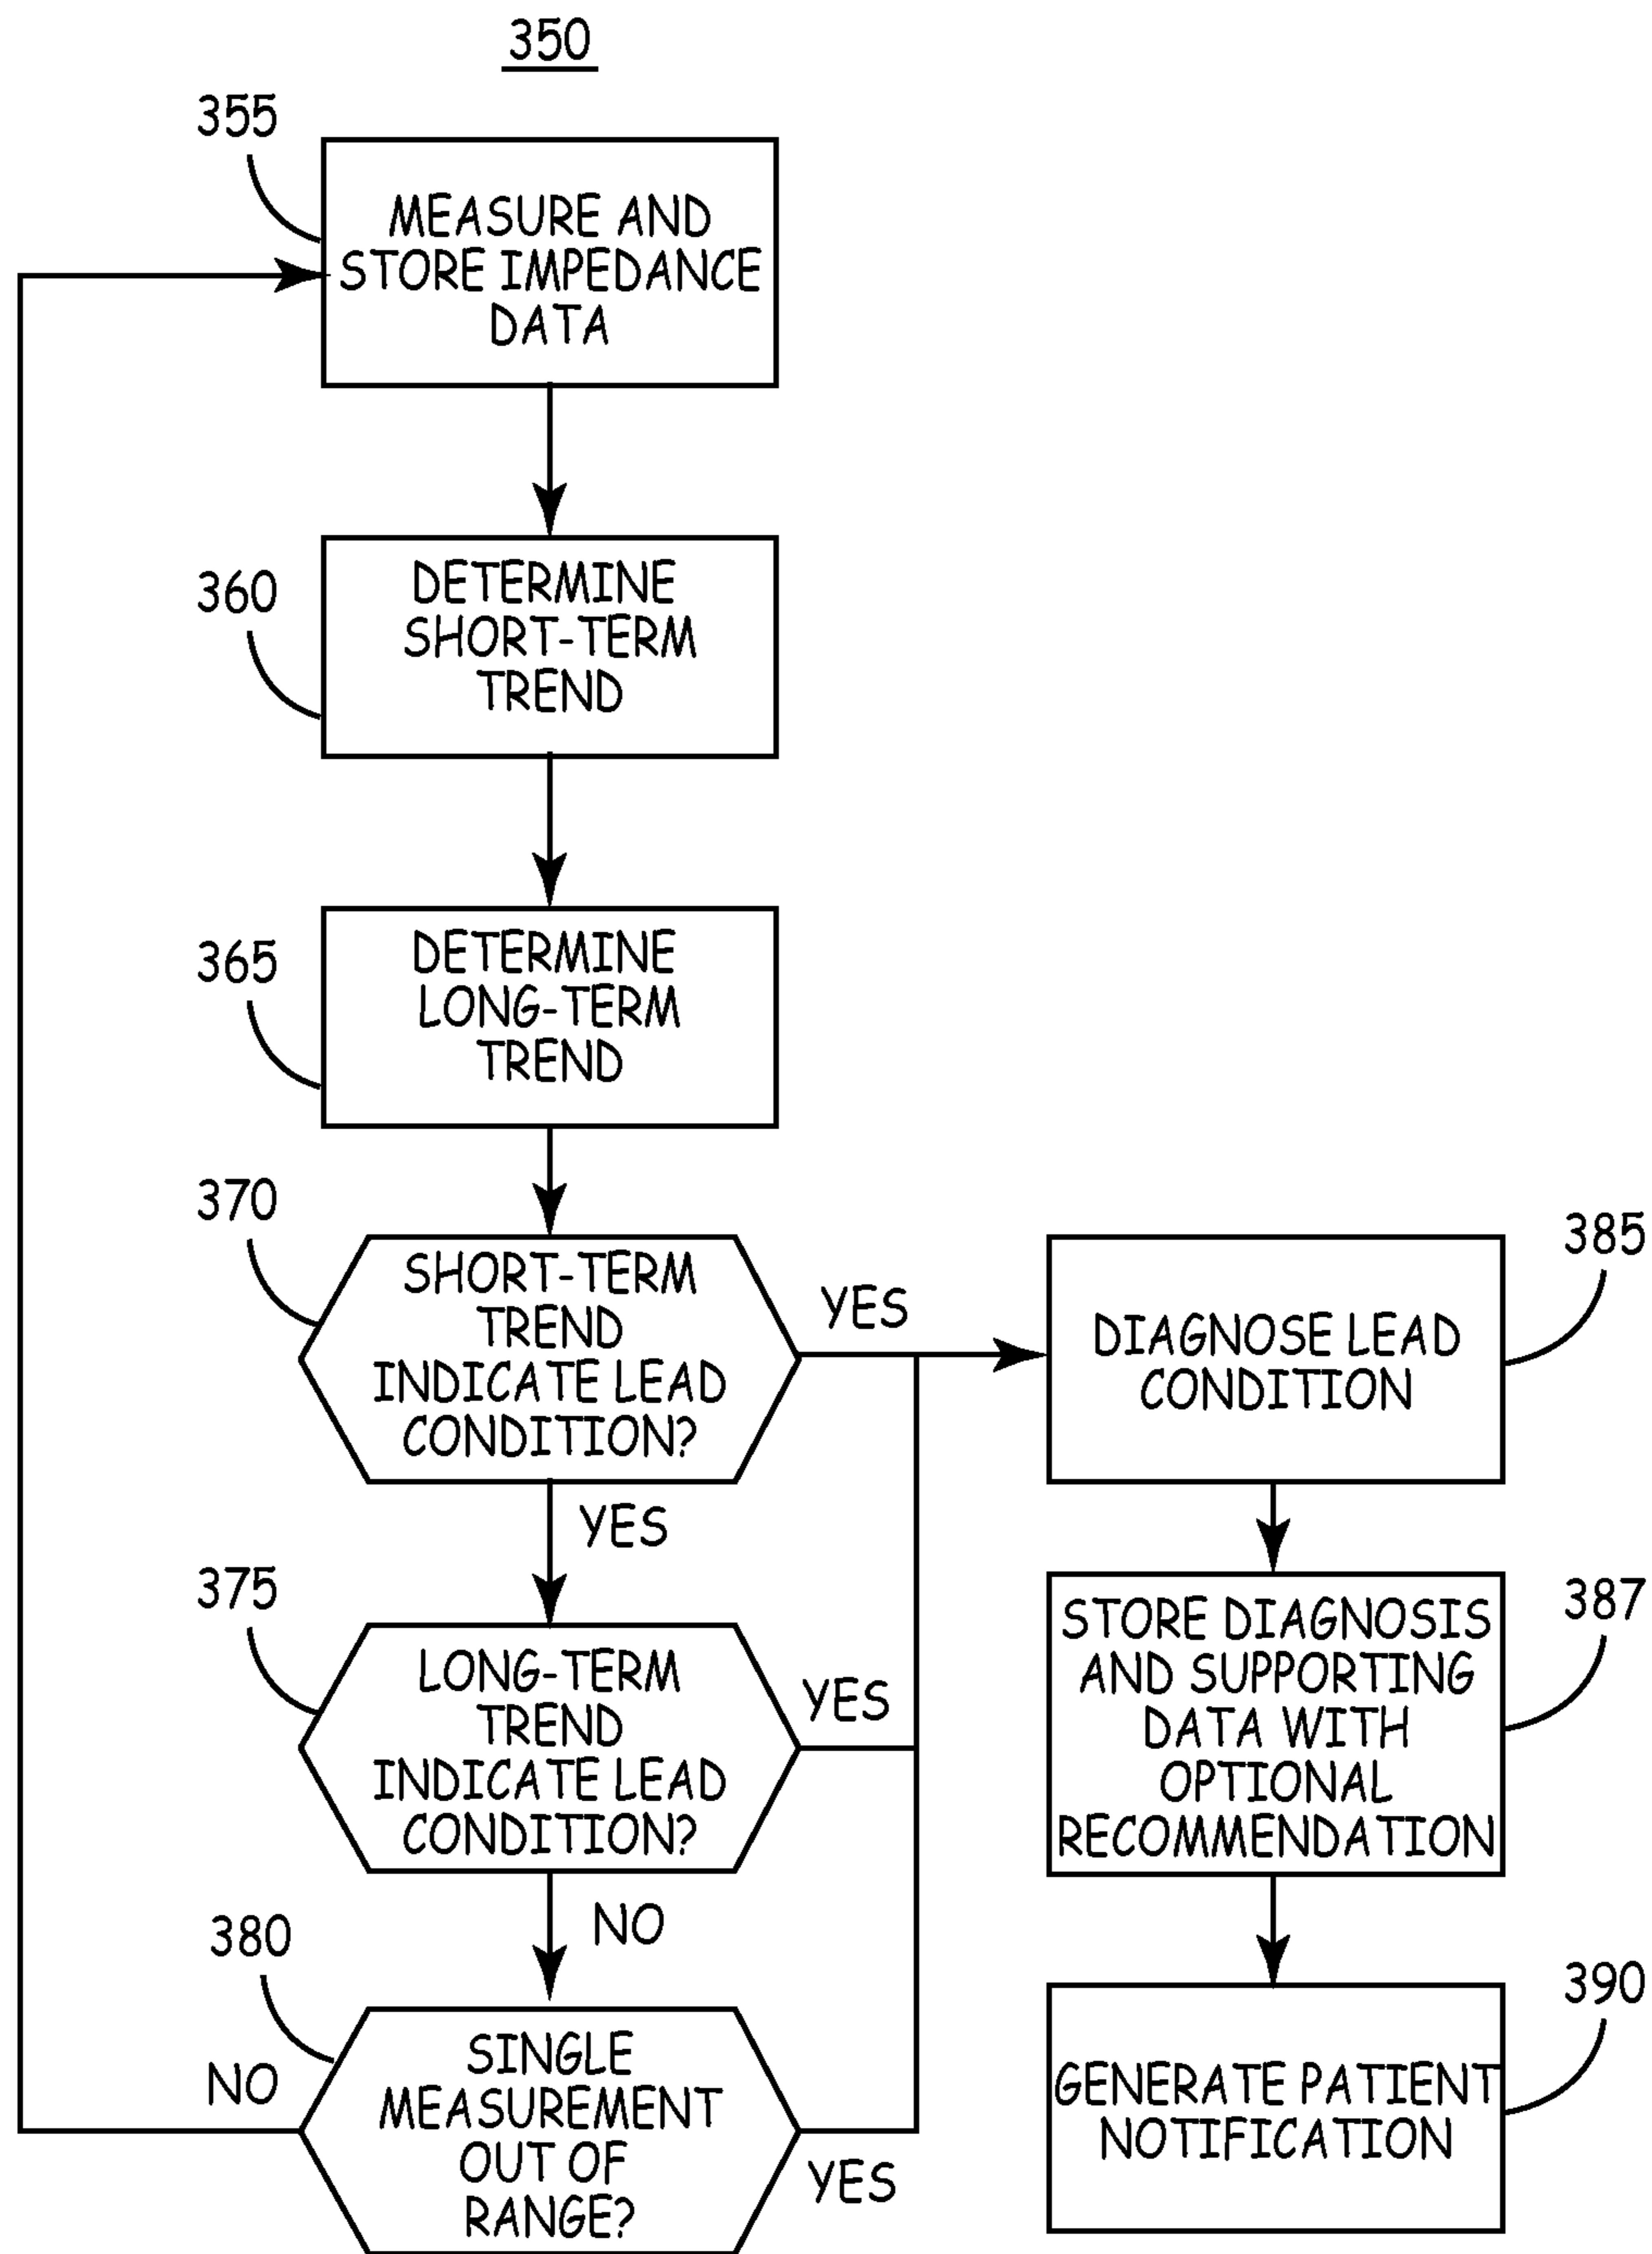 350
355
MEASURE AND
STORE IMPEDANCE
DATA
360
DETERMINE
SHORT-TERM
TREND
365
DETERMINE
LONG-TERM
TREND
370
SHORT-TERM
TREND
INDICATE LEAD
CONDITION?
YES
YES
375
LONG-TERM
TREND
INDICATE LEAD
CONDITION?
YES
NO
380
SINGLE
MEASUREMENT
OUT OF
RANGE?
NO
YES
385
DIAGNOSE LEAD
CONDITION
387
STORE DIAGNOSIS
AND SUPPORTING
DATA WITH
OPTIONAL
RECOMMENDATION
390
GENERATE PATIENT
NOTIFICATION